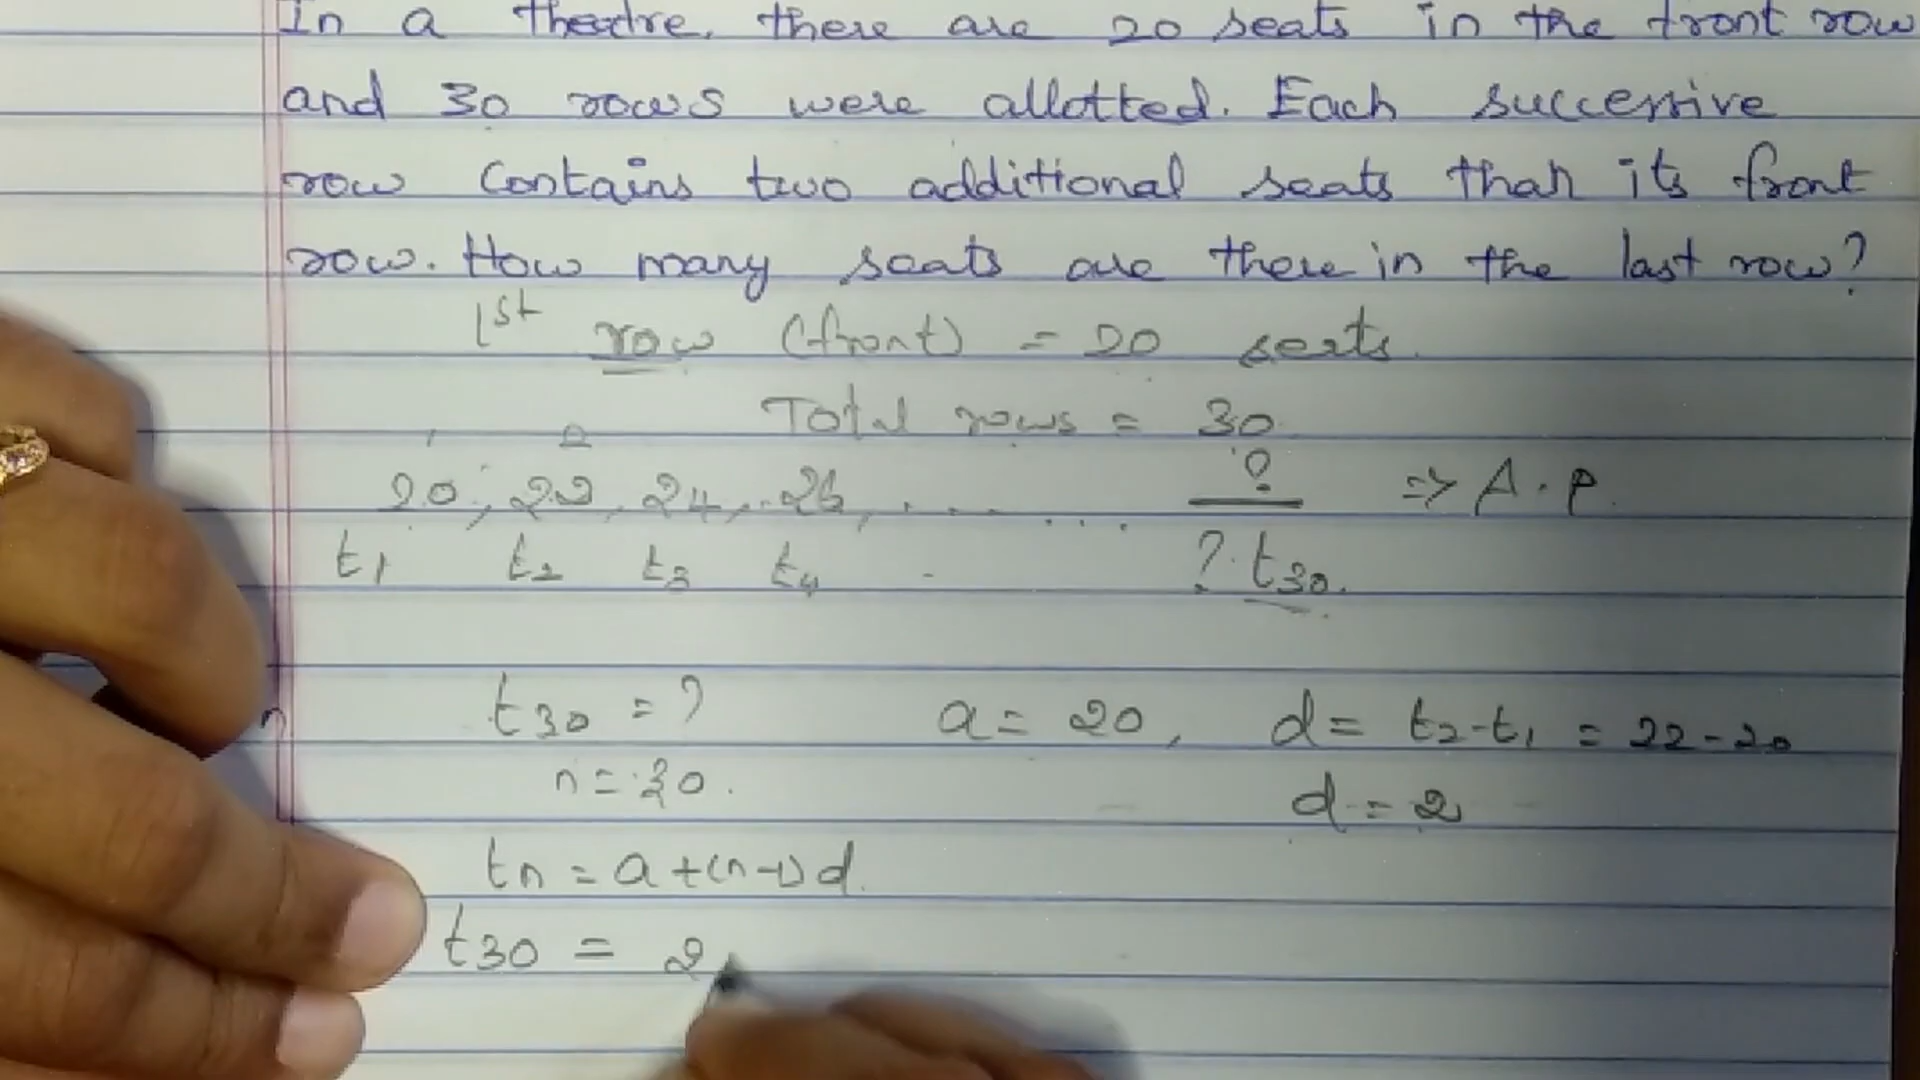 In a theatre, there are 20 seats in the front row
and 30 rows were allotted. Each successive
row contains two additional seats than its front
row. How many seats are there in the last row?
1st row (front) = 20 seats.
Total rows = 30
20, 22, 24, 26, ........ ? => A.P.
t1 t2 t3 t4 - ? t30.
t30 = ? a = 20, d = t2-t1 = 22-20
n = 30. d = 2
tn = a+(n-1)d.
t30 = 2